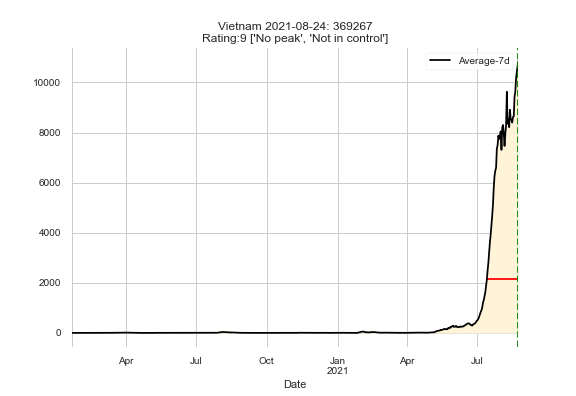 Vietnam 2021-08-24: 369267
Rating:9 ['No peak', 'Not in control']
Average-7d
10000
8000
6000
4000
2000
0
Apr
Jul
Oct
Jan
2021
Apr
Jul
Date